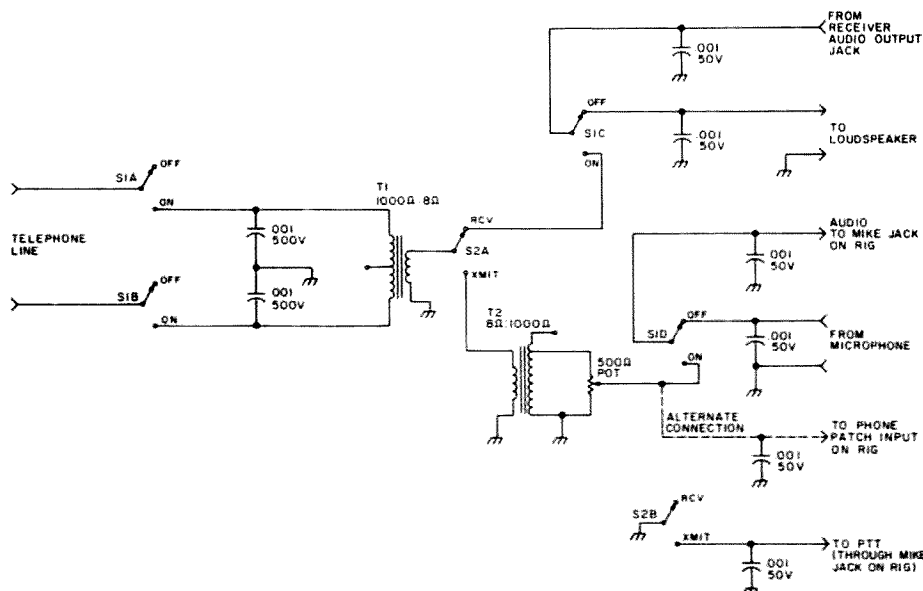 FROM
RECEIVER
AUDIO OUTPUT
JACK
.001
50V
OFF
S1C
ON
.001
50V
TO
LOUDSPEAKER
OFF
S1A
ON
TELEPHONE
LINE
.001
500V
.001
500V
OFF
S1B
ON
T1
1000Ω:8Ω
RCV
S2A
XMIT
AUDIO
TO MIKE JACK
ON RIG
.001
50V
T2
8Ω:1000Ω
OFF
S1D
ON
.001
50V
FROM
MICROPHONE
500Ω
POT
ALTERNATE
CONNECTION
TO PHONE
PATCH INPUT
ON RIG
.001
50V
RCV
S2B
XMIT
TO PTT
(THROUGH MIKE
JACK ON RIG)
.001
50V